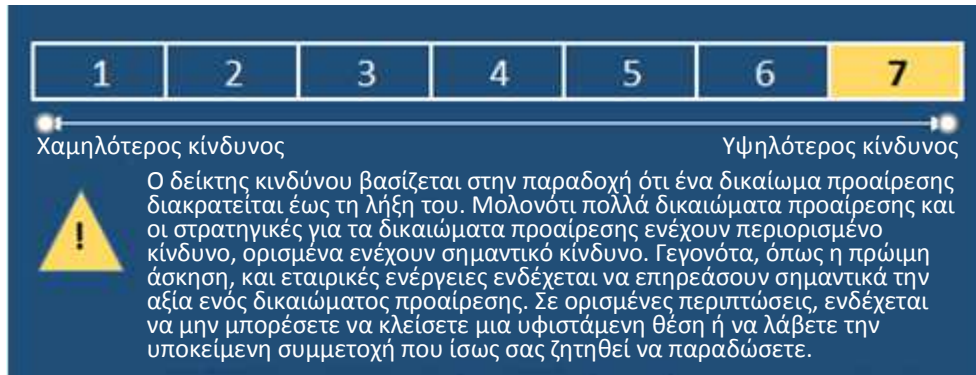 1 2 3 4 5 6 7
Χαμηλότερος κίνδυνος Υψηλότερος κίνδυνος
Ο δείκτης κινδύνου βασίζεται στην παραδοχή ότι ένα δικαίωμα προαίρεσης
διακρατείται έως τη λήξη του. Μολονότι πολλά δικαιώματα προαίρεσης και
οι στρατηγικές για τα δικαιώματα προαίρεσης ενέχουν περιορισμένο
κίνδυνο, ορισμένα ενέχουν σημαντικό κίνδυνο. Γεγονότα, όπως η πρώιμη
άσκηση, και εταιρικές ενέργειες ενδέχεται να επηρεάσουν σημαντικά την
αξία ενός δικαιώματος προαίρεσης. Σε ορισμένες περιπτώσεις, ενδέχεται
να μην μπορέσετε να κλείσετε μια υφιστάμενη θέση ή να λάβετε την
υποκείμενη συμμετοχή που ίσως σας ζητηθεί να παραδώσετε.
!